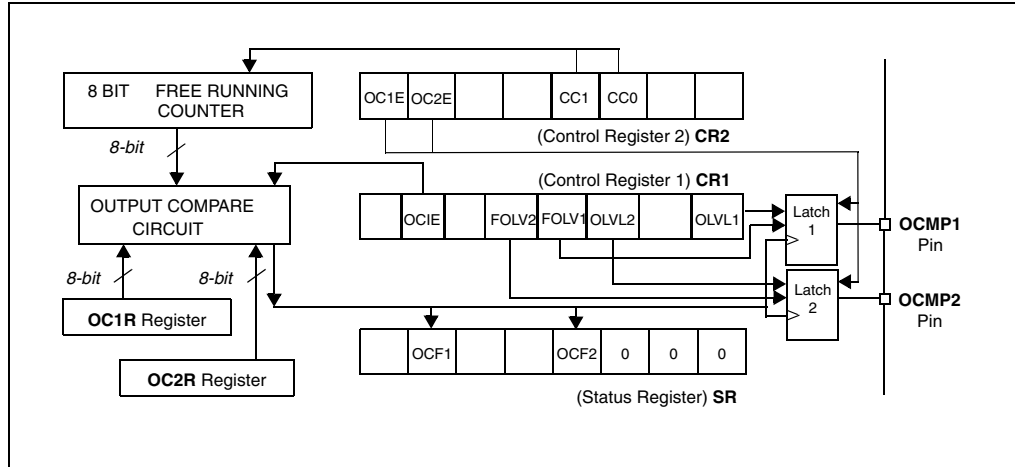 8 BIT FREE RUNNING
COUNTER
OC1E OC2E CC1 CC0
(Control Register 2) CR2
8-bit
(Control Register 1) CR1
OUTPUT COMPARE
CIRCUIT
OCIE FOLV2 FOLV1 OLVL2 OLVL1
Latch
1
OCMP1
Pin
8-bit 8-bit
Latch
2
OCMP2
Pin
OC1R Register
OCF1 OCF2 0 0 0
OC2R Register
(Status Register) SR